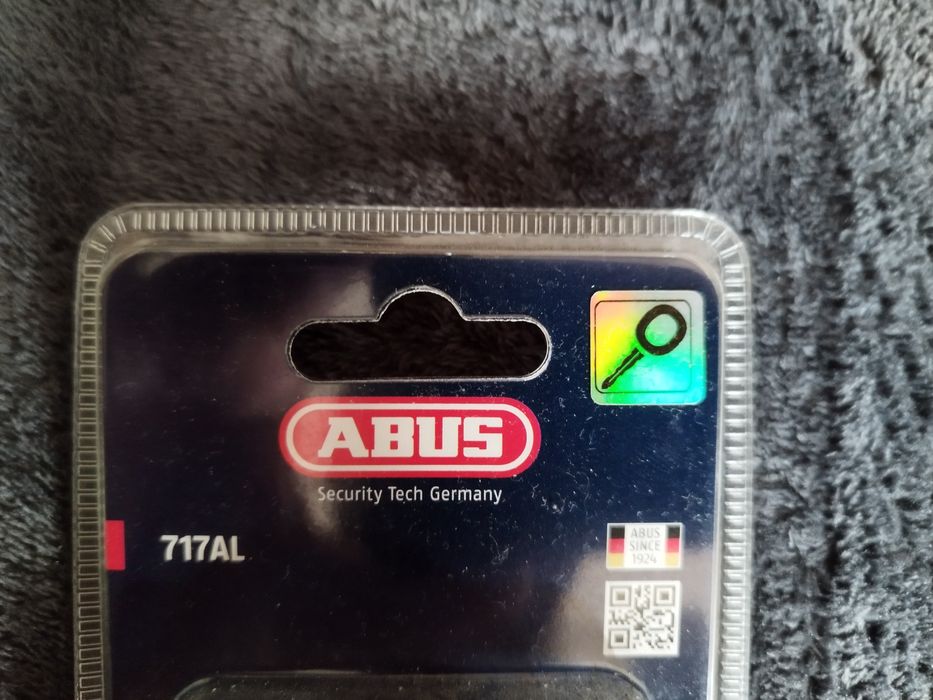 ABUS
Security Tech Germany
717AL
ABUS
SINCE
1924